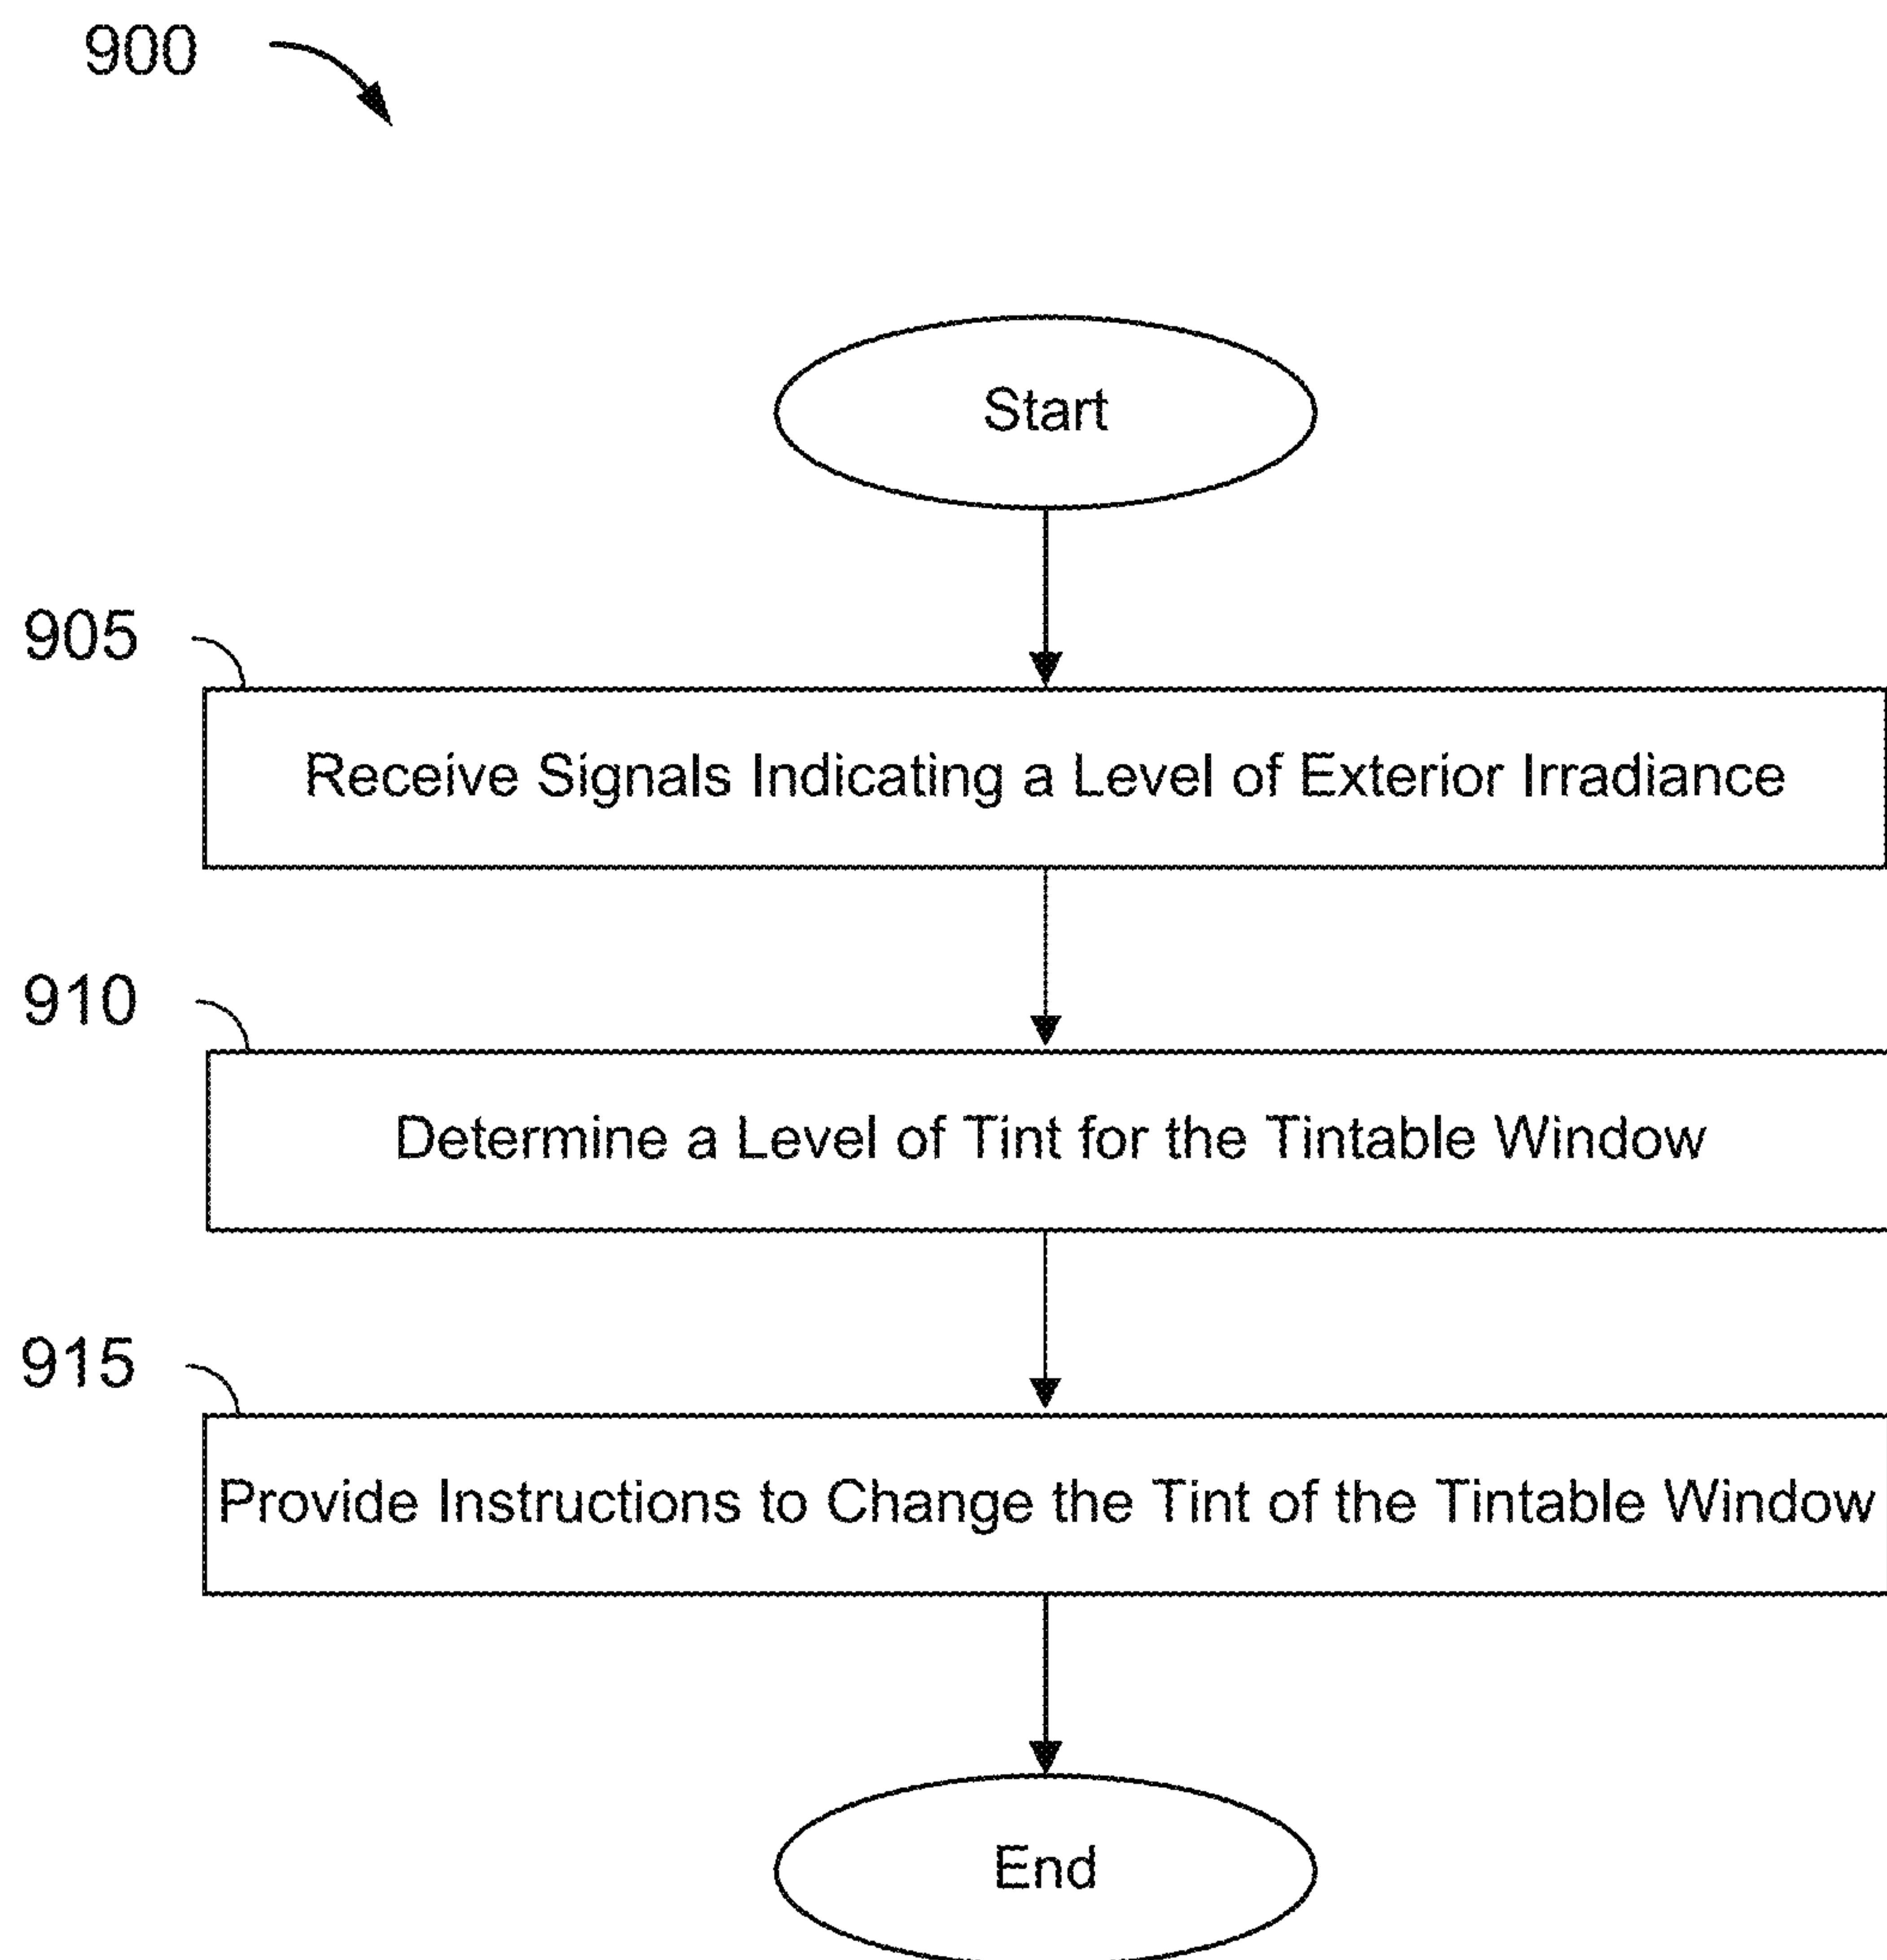 900
Start
905
Receive Signals Indicating a Level of Exterior Irradiance
910
Determine a Level of Tint for the Tintable Window
915
Provide Instructions to Change the Tint of the Tintable Window
End